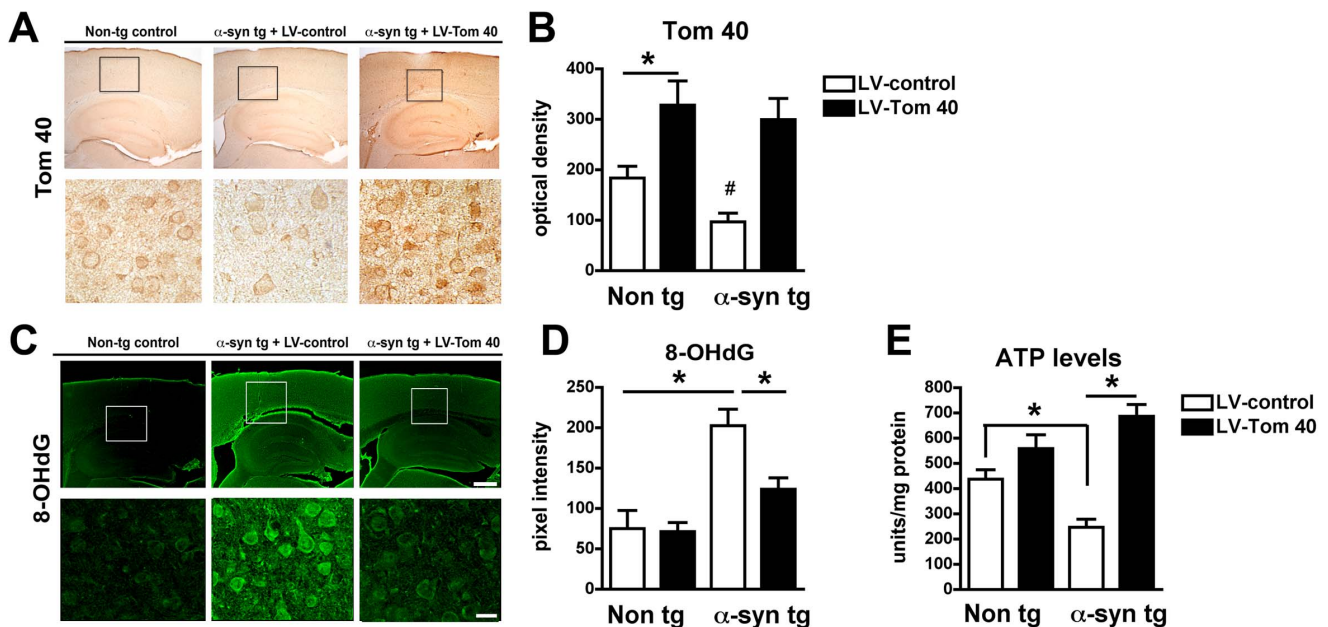 A
Non-tg control
α-syn tg + LV-control
α-syn tg + LV-Tom 40
Tom 40
B
Tom 40
optical density
400
300
200
100
0
*
#
Non tg
α-syn tg
LV-control
LV-Tom 40
C
Non-tg control
α-syn tg + LV-control
α-syn tg + LV-Tom 40
8-OHdG
D
8-OHdG
pixel intensity
250
200
150
100
50
0
*
*
Non tg
α-syn tg
E
ATP levels
units/mg protein
800
700
600
500
400
300
200
100
0
*
*
Non tg
α-syn tg
LV-control
LV-Tom 40